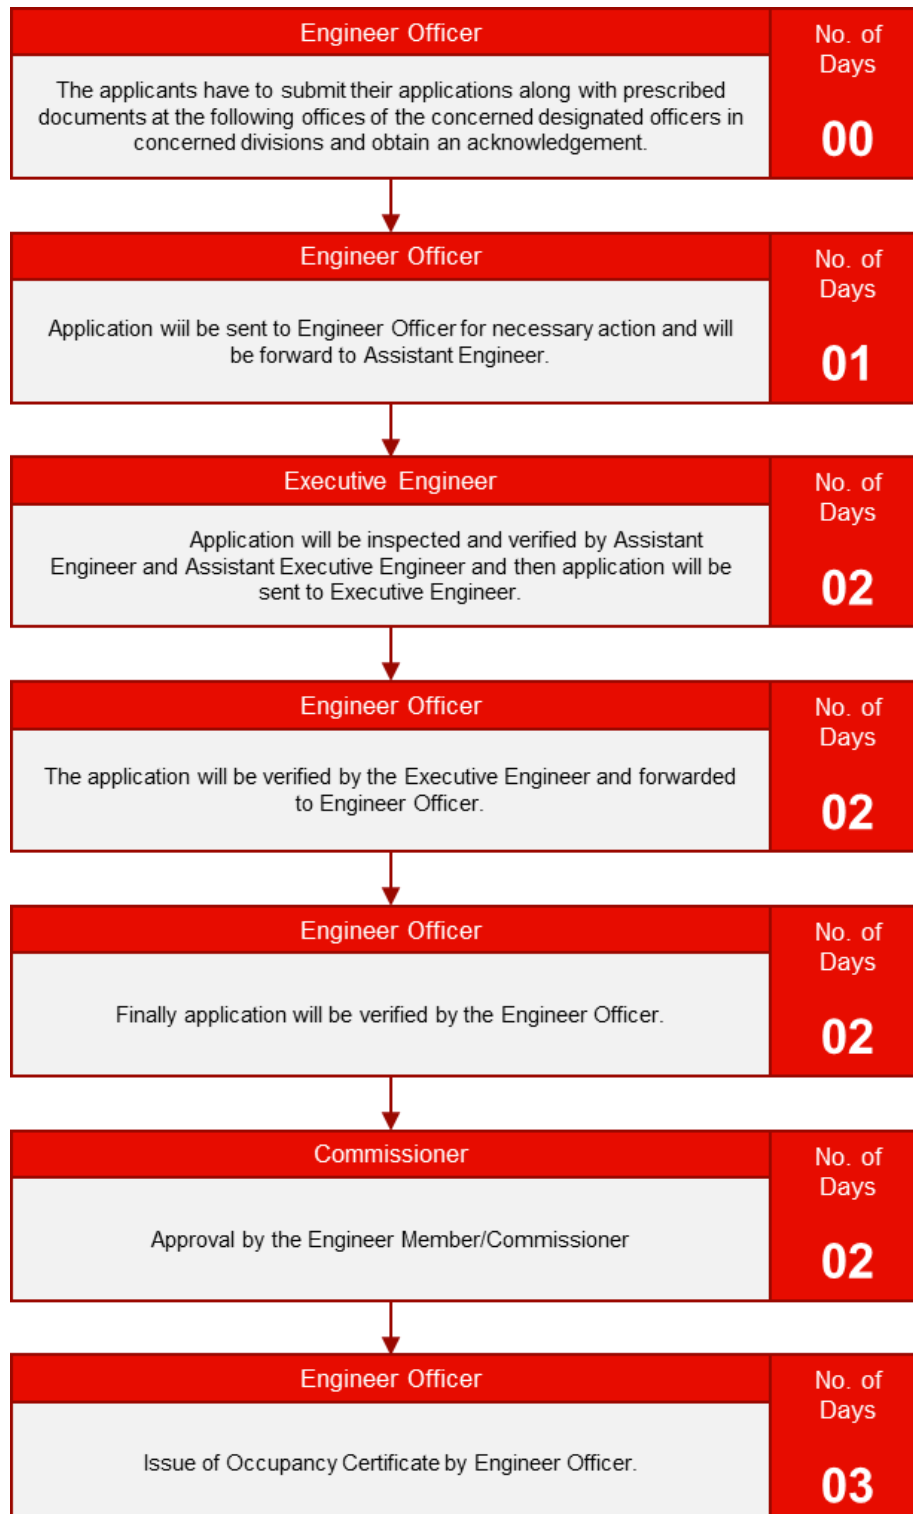 Engineer Officer
No. of
Days
00
The applicants have to submit their applications along with prescribed
documents at the following offices of the concerned designated officers in
concerned divisions and obtain an acknowledgement.
Engineer Officer
No. of
Days
01
Application wiil be sent to Engineer Officer for necessary action and will
be forward to Assistant Engineer.
Executive Engineer
No. of
Days
02
Application will be inspected and verified by Assistant
Engineer and Assistant Executive Engineer and then application will be
sent to Executive Engineer.
Engineer Officer
No. of
Days
02
The application will be verified by the Executive Engineer and forwarded
to Engineer Officer.
Engineer Officer
No. of
Days
02
Finally application will be verified by the Engineer Officer.
Commissioner
No. of
Days
02
Approval by the Engineer Member/Commissioner
Engineer Officer
No. of
Days
03
Issue of Occupancy Certificate by Engineer Officer.